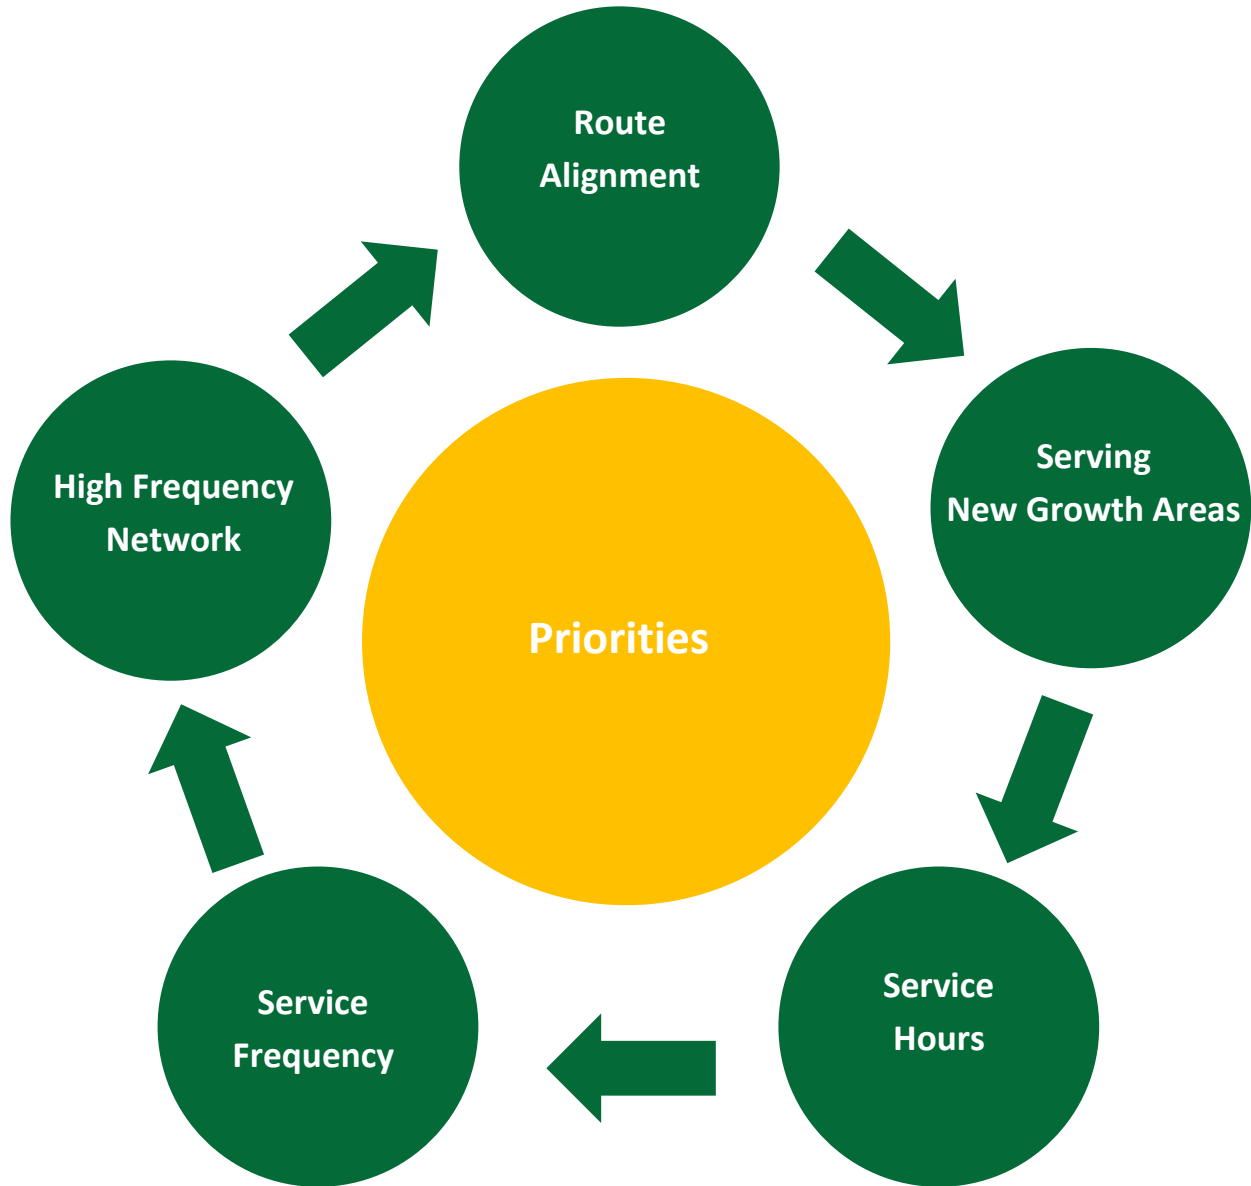 Route
Alignment
Serving
New Growth Areas
Service
Hours
Service
Frequency
High Frequency
Network
Priorities